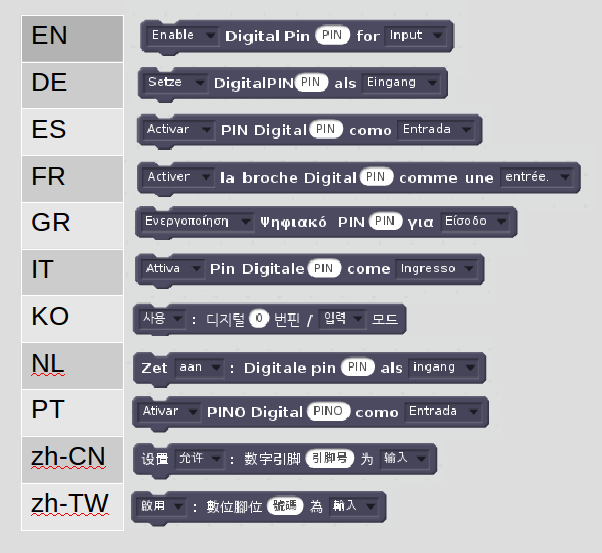 EN Enable Digital Pin PIN for Input
DE Setze DigitalPIN PIN als Eingang
ES Activar PIN Digital PIN como Entrada
FR Activer la broche Digital PIN comme une entrée.
GR Ενεργοποίηση Ψηφιακό PIN PIN για Είσοδο
IT Attiva Pin Digitale PIN come Ingresso
KO 사용 : 디지털 0 번핀 / 입력 모드
NL Zet aan : Digitale pin PIN als ingang
PT Ativar PINO Digital PINO como Entrada
zh-CN 设置 允许 : 数字引脚 引脚号 为 输入
zh-TW 啟用 : 數位腳位 號碼 為 輸入